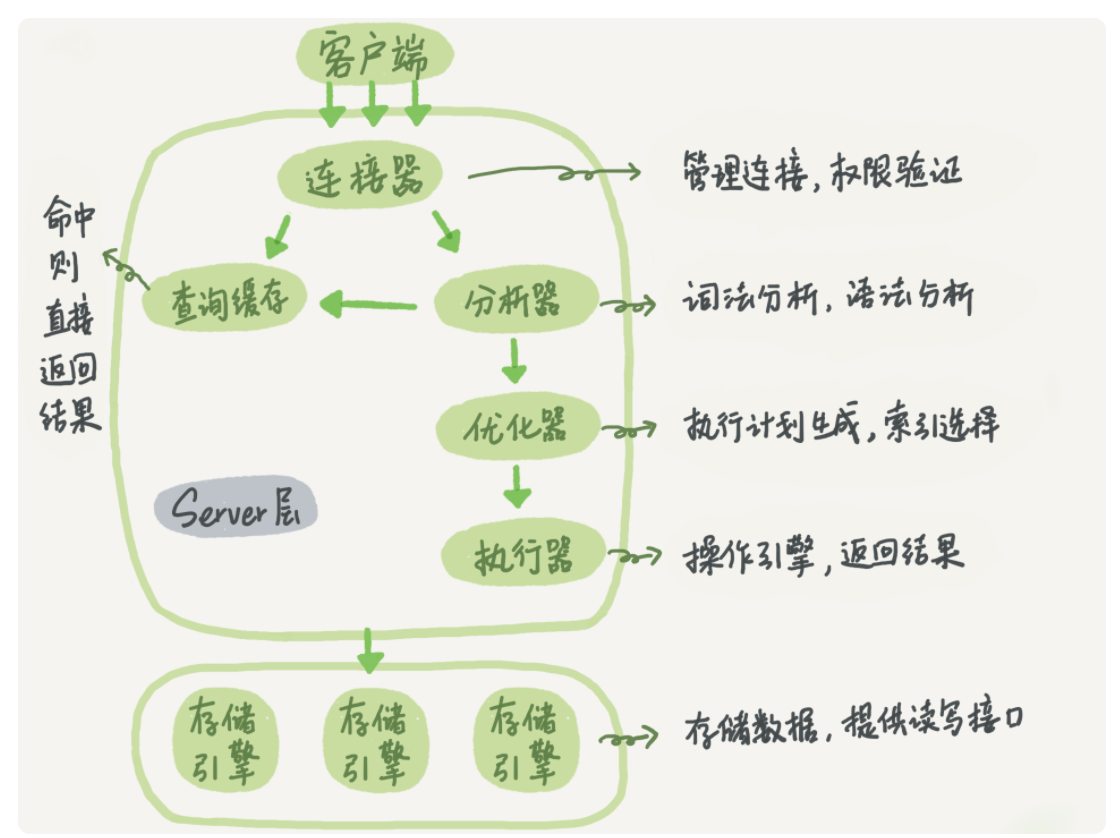 客户端
连接器
管理连接，权限验证
命中
则
直接
返回
结果
查询缓存
分析器
词法分析，语法分析
优化器
执行计划生成，索引选择
Server层
执行器
操作引擎，返回结果
存储
引擎
存储
引擎
存储
引擎
存储数据，提供读写接口